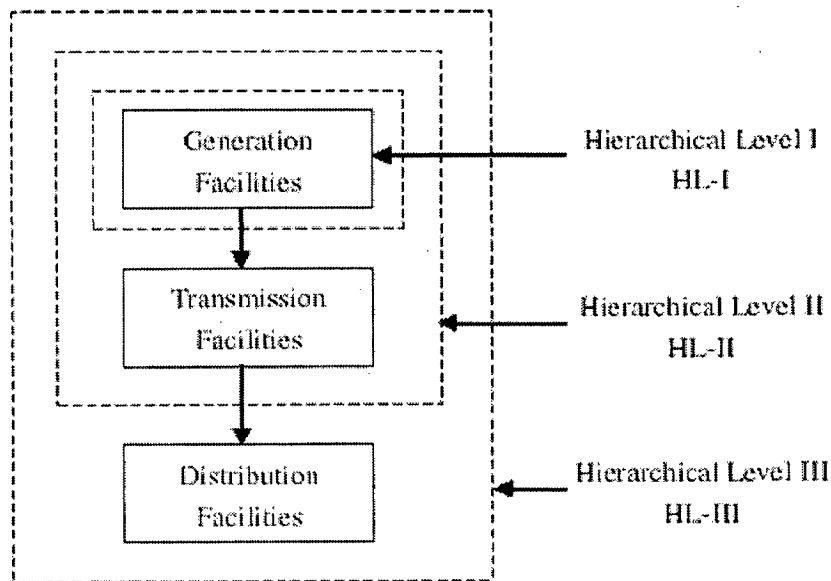 Generation
Facilities
Hierarchical Level I
HL-I
Transmission
Facilities
Hierarchical Level II
HL-II
Distribution
Facilities
Hierarchical Level III
HL-III